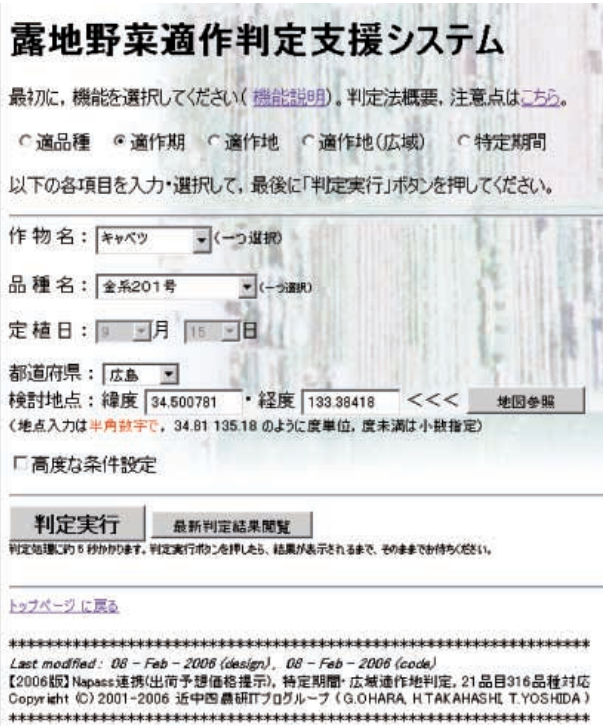 露地野菜適作判定支援システム
最初に，機能を選択してください（ 機能説明）。判定法概要，注意点はこちら。
適品種 適作期 適作地 適作地（広域） 特定期間
以下の各項目を入力・選択して，最後に「判定実行」ボタンを押してください。
作 物 名： キャベツ （一つ選択）
品 種 名： 金系201号 （一つ選択）
定 植 日： 9 月 15 日
都道府県： 広島
検討地点： 緯度 34.500781 ・ 経度 133.38418 <<< 地図参照
（地点入力は半角数字で， 34.81 135.18 のように度単位，度未満は小数指定）
高度な条件設定
判定実行 最新判定結果閲覧
判定処理に約５秒かかります。判定実行ボタンを押したら、結果が表示されるまで、そのままでお待ちください。
トップページ に戻る
Last modified: 08 - Feb - 2006 (design), 08 - Feb - 2006 (code)
【2006版】Napass連携(出荷予想価格提示)，特定期間・広域適作地判定，21品目316品種対応
Copyright (C) 2001-2006 近中四農研ITプログループ ( G.OHARA, H.TAKAHASHI, T.YOSHIDA )